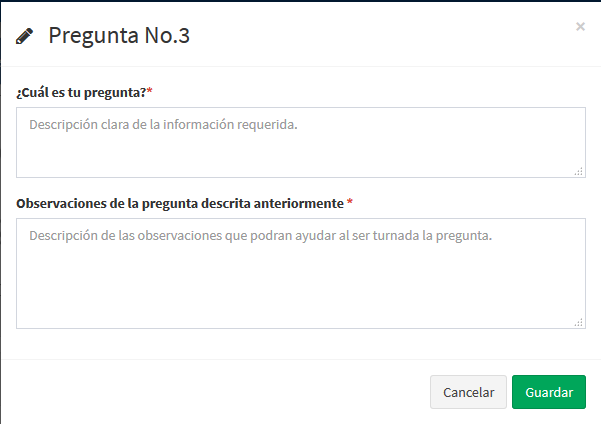 Pregunta No.3
×
¿Cuál es tu pregunta?*
Descripción clara de la información requerida.
Observaciones de la pregunta descrita anteriormente *
Descripción de las observaciones que podran ayudar al ser turnada la pregunta.
Cancelar
Guardar